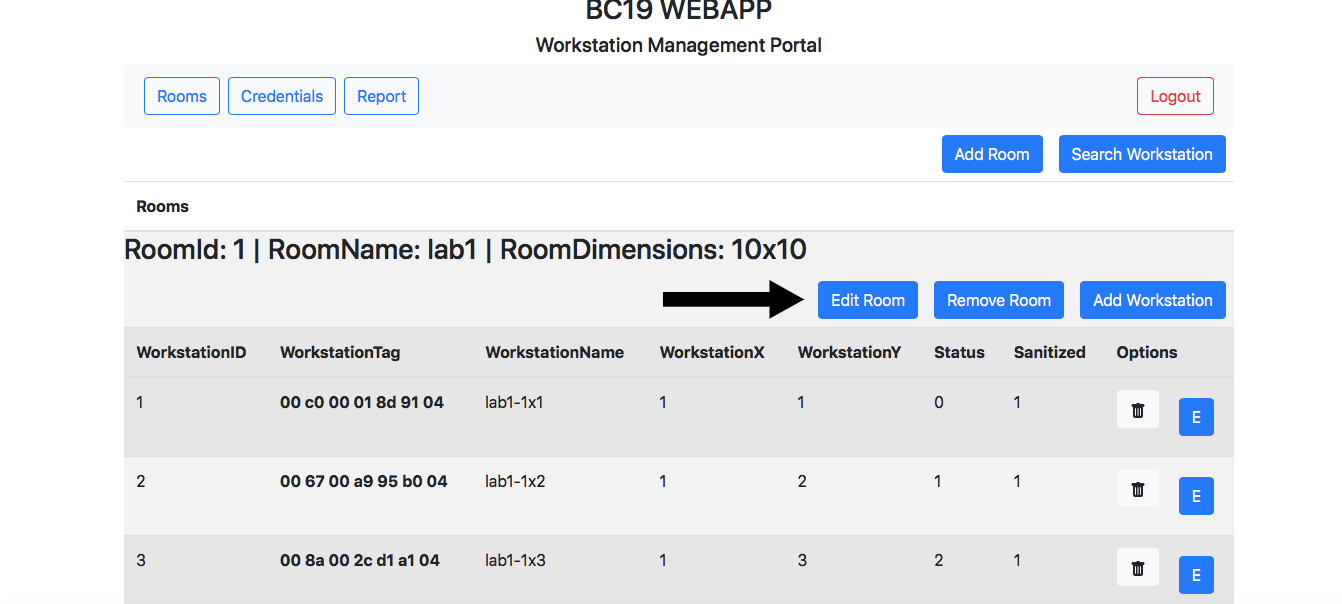 BC19 WEBAPP
Workstation Management Portal
Rooms Credentials Report Logout
Add Room Search Workstation
Rooms
RoomId: 1 | RoomName: lab1 | RoomDimensions: 10x10
Edit Room Remove Room Add Workstation
WorkstationID WorkstationTag WorkstationName WorkstationX WorkstationY Status Sanitized Options
1 00 c0 00 01 8d 91 04 lab1-1x1 1 1 0 1 E
2 00 67 00 a9 95 b0 04 lab1-1x2 1 2 1 1 E
3 00 8a 00 2c d1 a1 04 lab1-1x3 1 3 2 1 E